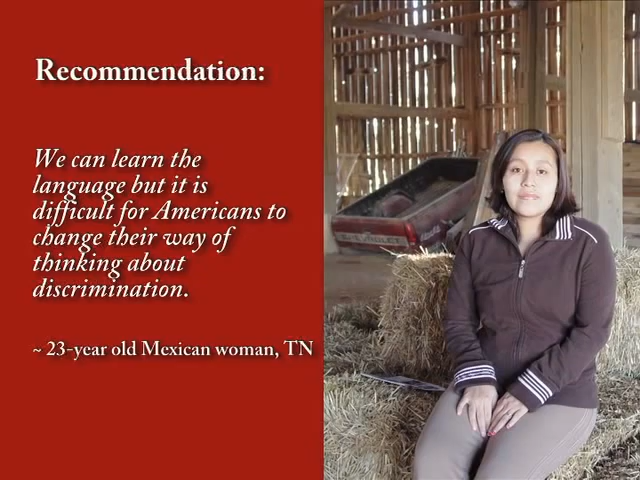 Recommendation:
We can learn the
language but it is
difficult for Americans to
change their way of
thinking about
discrimination.
~ 23-year old Mexican woman, TN
CHEVROLET